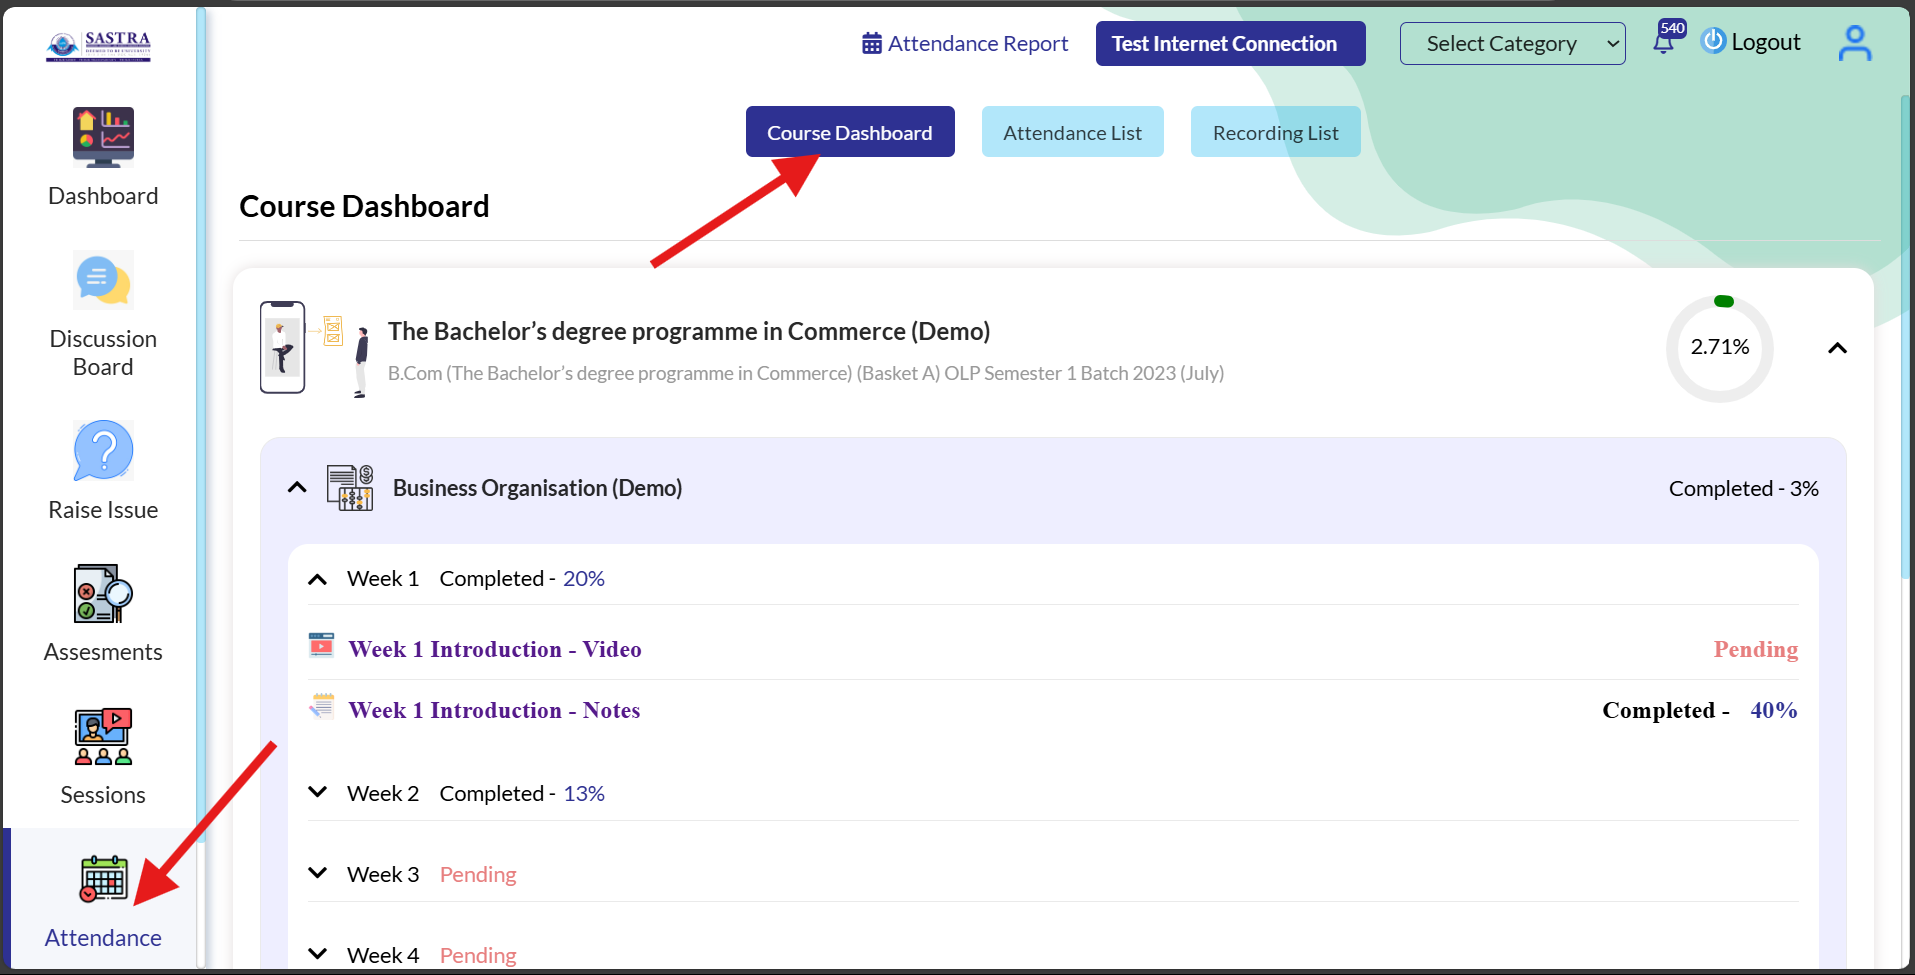 SASTRA
Attendance Report
Test Internet Connection
Select Category
540
Logout
Dashboard
Discussion
Board
Raise Issue
Assesments
Sessions
Attendance
Course Dashboard
Attendance List
Recording List
Course Dashboard
The Bachelor’s degree programme in Commerce (Demo)
B.Com (The Bachelor’s degree programme in Commerce) (Basket A) OLP Semester 1 Batch 2023 (July)
2.71%
Business Organisation (Demo)
Completed - 3%
Week 1 Completed - 20%
Week 1 Introduction - Video
Pending
Week 1 Introduction - Notes
Completed - 40%
Week 2 Completed - 13%
Week 3 Pending
Week 4 Pending